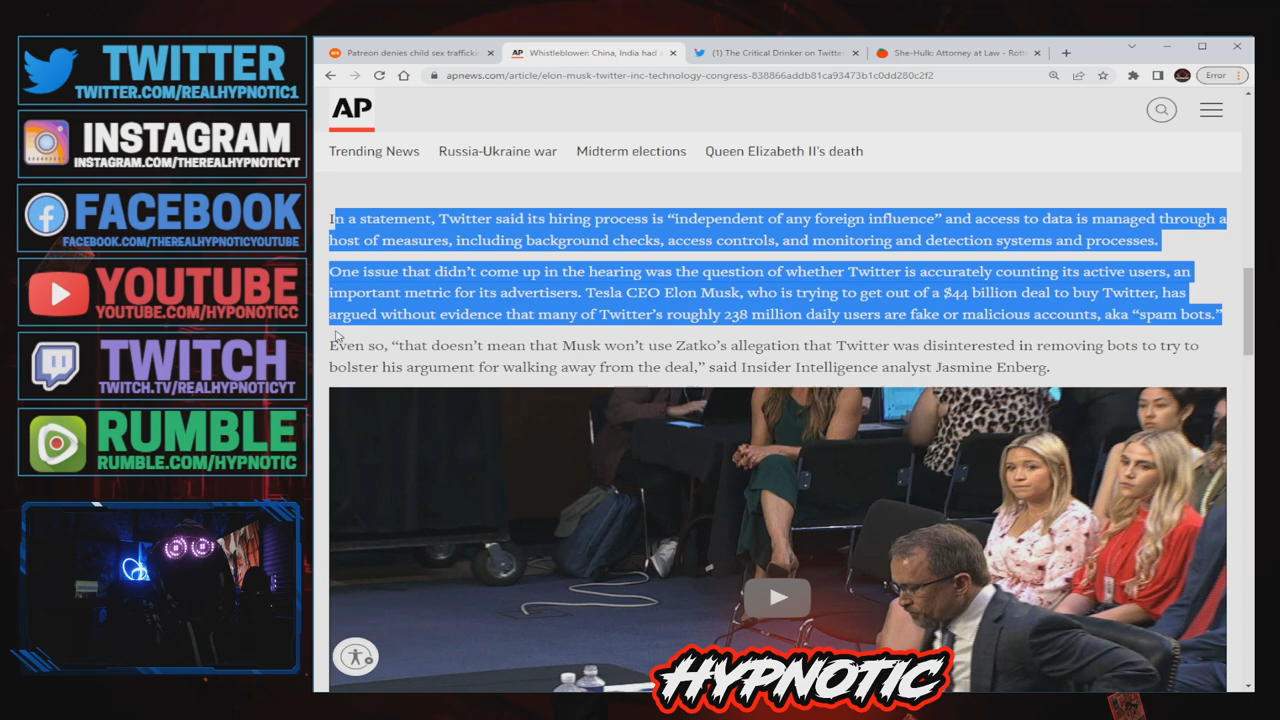 TWITTER
TWITTER.COM/REALHYPNOTIC1
INSTAGRAM
INSTAGRAM.COM/THEREALHYPNOTICYT
FACEBOOK
FACEBOOK.COM/THEREALHYPNOTICYOUTUBE
YOUTUBE
YOUTUBE.COM/HYPNOTICC
TWITCH
TWITCH.TV/REALHYPNOTICYT
RUMBLE
RUMBLE.COM/HYPNOTIC
Patreon denies child sex traffickin
AP Whistleblower: China, India had a
(1) The Critical Drinker on Twitter
She-Hulk: Attorney at Law - Rott
apnews.com/article/elon-musk-twitter-inc-technology-congress-838866addb81ca93473b1c0dd280c2f2
Error
AP
Trending News
Russia-Ukraine war
Midterm elections
Queen Elizabeth II's death
In a statement, Twitter said its hiring process is “independent of any foreign influence” and access to data is managed through a
host of measures, including background checks, access controls, and monitoring and detection systems and processes.
One issue that didn’t come up in the hearing was the question of whether Twitter is accurately counting its active users, an
important metric for its advertisers. Tesla CEO Elon Musk, who is trying to get out of a $44 billion deal to buy Twitter, has
argued without evidence that many of Twitter’s roughly 238 million daily users are fake or malicious accounts, aka “spam bots.”
Even so, “that doesn’t mean that Musk won’t use Zatko’s allegation that Twitter was disinterested in removing bots to try to
bolster his argument for walking away from the deal,” said Insider Intelligence analyst Jasmine Enberg.
HYPNOTIC